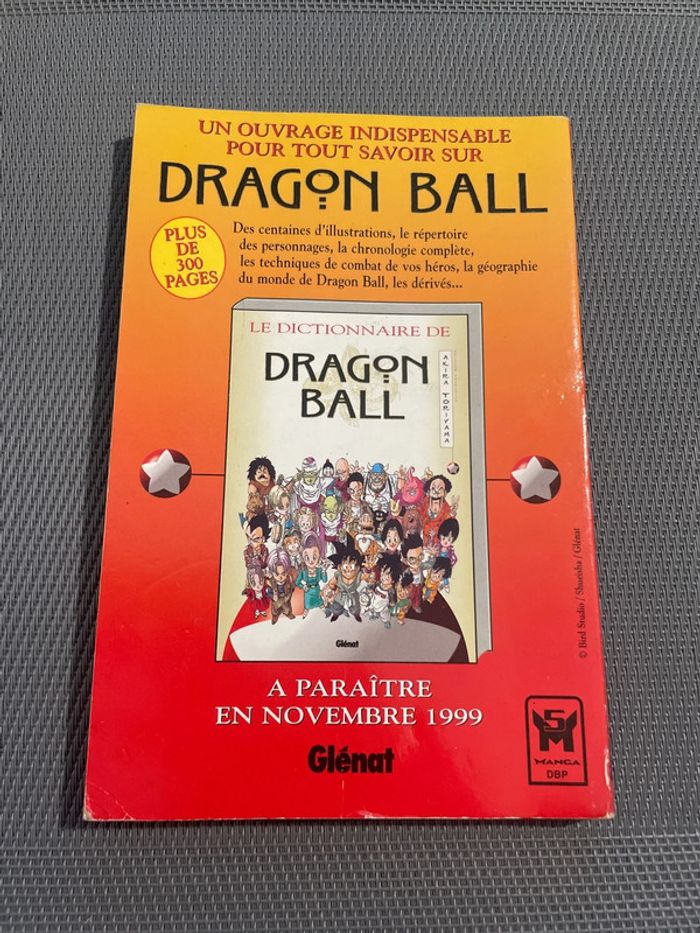 UN OUVRAGE INDISPENSABLE
POUR TOUT SAVOIR SUR
DRAGON BALL
PLUS
DE
300
PAGES
Des centaines d'illustrations, le répertoire
des personnages, la chronologie complète,
les techniques de combat de vos héros, la géographie
du monde de Dragon Ball, les dérivés...
LE DICTIONNAIRE DE
DRAGON
BALL
AKIRA TORIYAMA
Glénat
© Bird Studio / Shueisha / Glénat
A PARAÎTRE
EN NOVEMBRE 1999
Glénat
5
M
MANGA
DBP